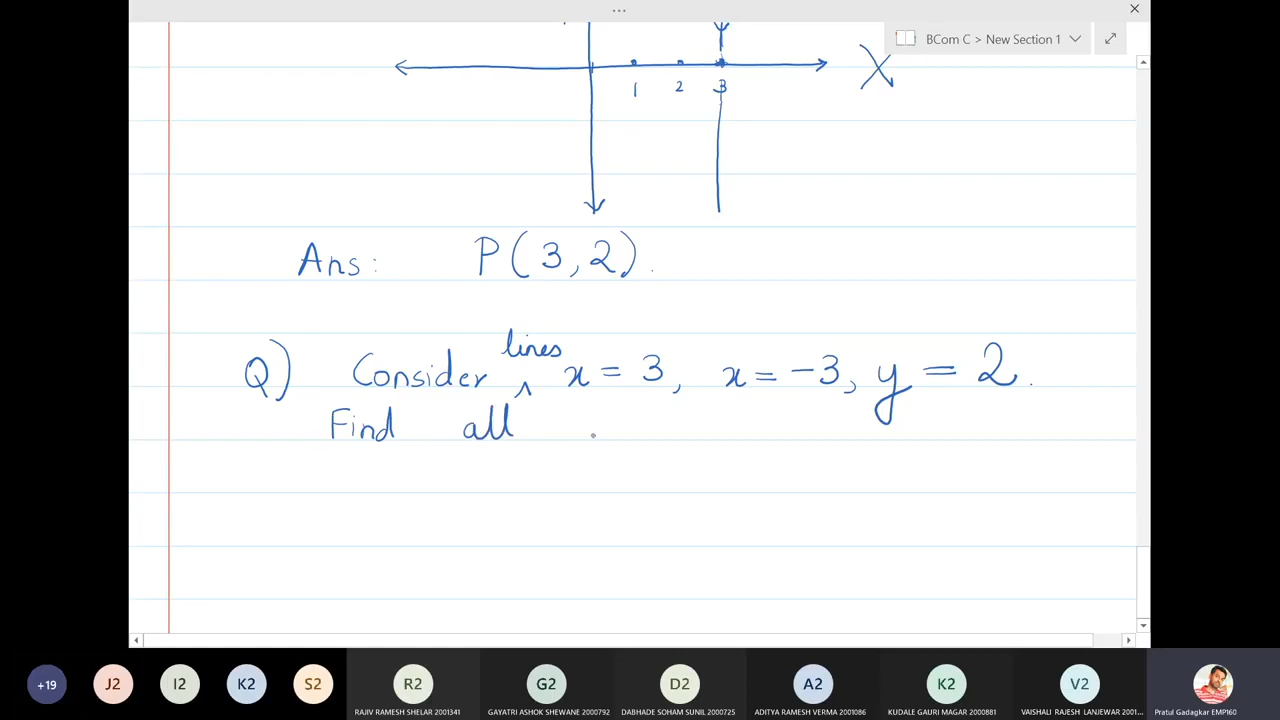 BCom C > New Section 1
X
1 2 3
Ans: P(3,2).
Q) Consider lines x = 3, x = -3, y = 2.
Find all
+19 J2 I2 K2 S2 R2 G2 D2 A2 K2 V2
RAJIV RAMESH SHELAR 2001341 GAYATRI ASHOK SHEWANE 2000792 DABHADE SOHAM SUNIL 2000725 ADITYA RAMESH VERMA 2001086 KUDALE GAURI MAGAR 2000881 VAISHALI RAJESH LANJEWAR 2001... Pratul Gadagkar EMP160